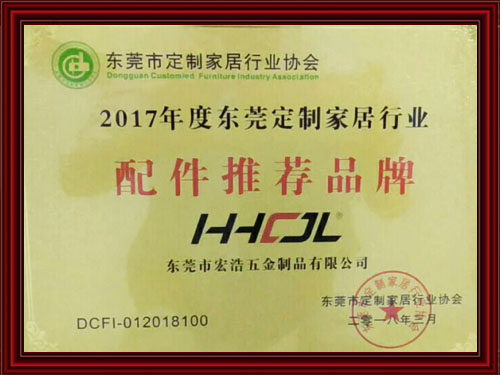 东莞市定制家居行业协会
Dongguan Customied Furniture Industry Association
2017年度东莞定制家居行业
配件推荐品牌
HHCJL®
东莞市宏浩五金制品有限公司
东莞市定制家居行业协会
二零一八年三月
DCFI-012018100